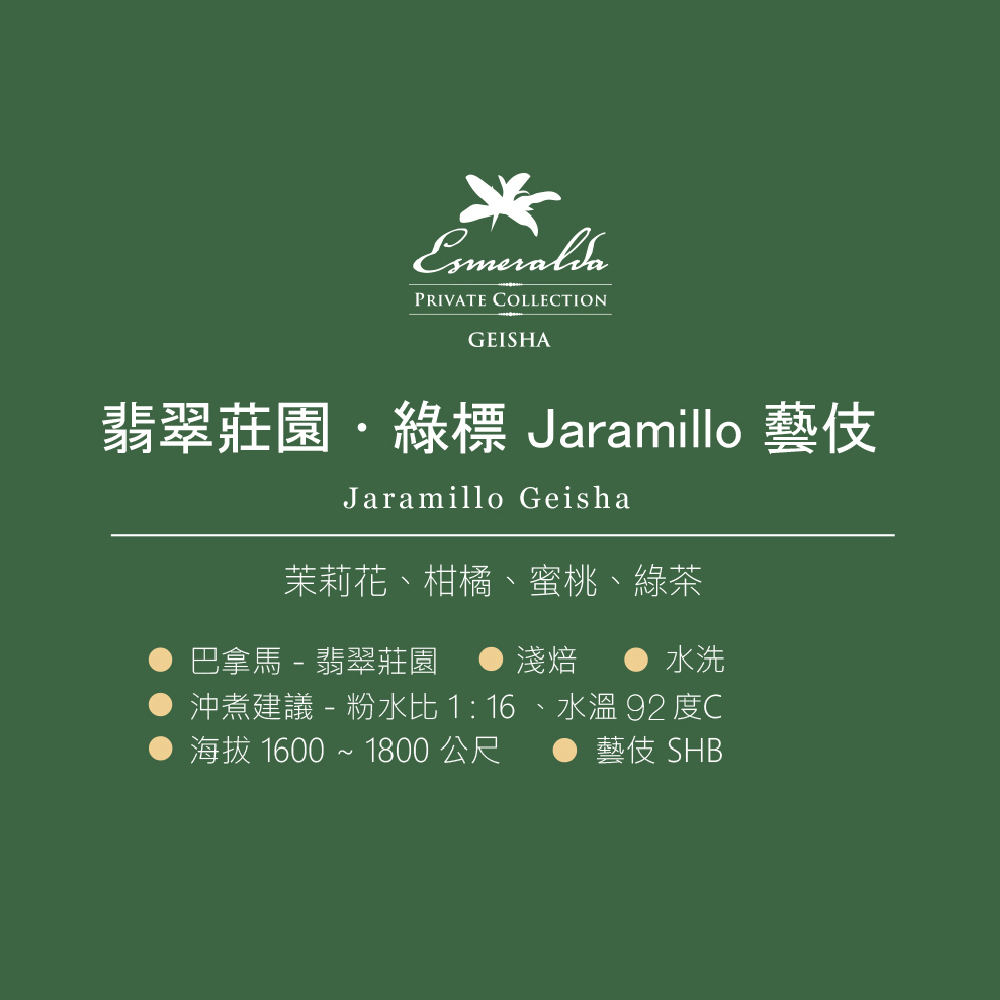 Esmeralda
PRIVATE COLLECTION
GEISHA
翡翠莊園·綠標 Jaramillo 藝伎
Jaramillo Geisha
茉莉花、柑橘、蜜桃、綠茶
巴拿馬 - 翡翠莊園 淺焙 水洗
沖煮建議 - 粉水比 1 : 16 、水溫 92 度C
海拔 1600 ~ 1800 公尺 藝伎 SHB